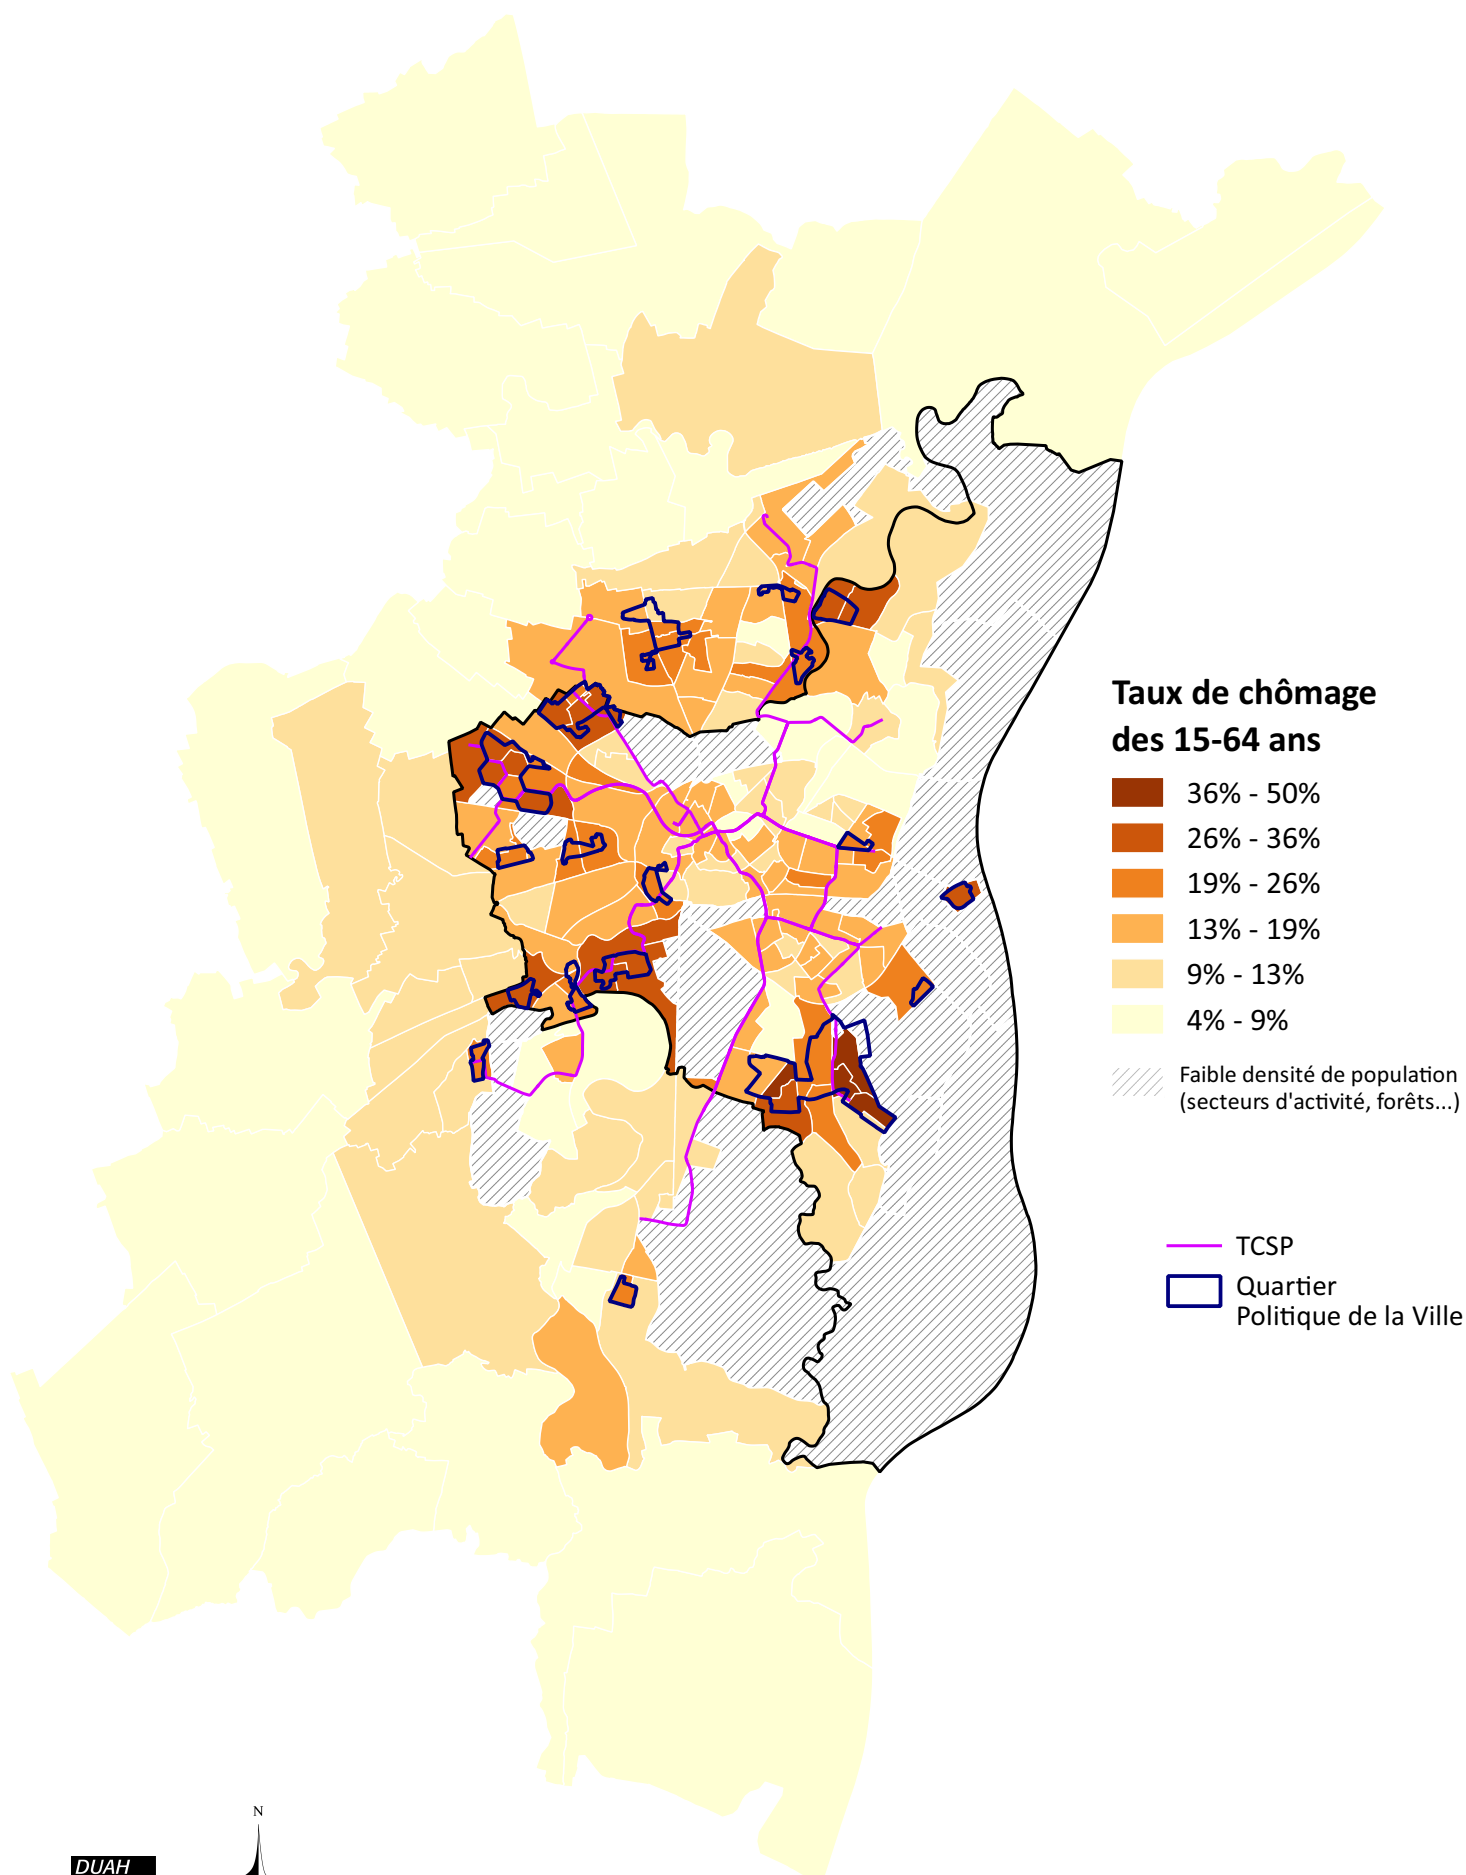 Taux de chômage
des 15-64 ans
36% - 50%
26% - 36%
19% - 26%
13% - 19%
9% - 13%
4% - 9%
Faible densité de population
(secteurs d'activité, forêts...)
TCSP
Quartier
Politique de la Ville
N
DUAH